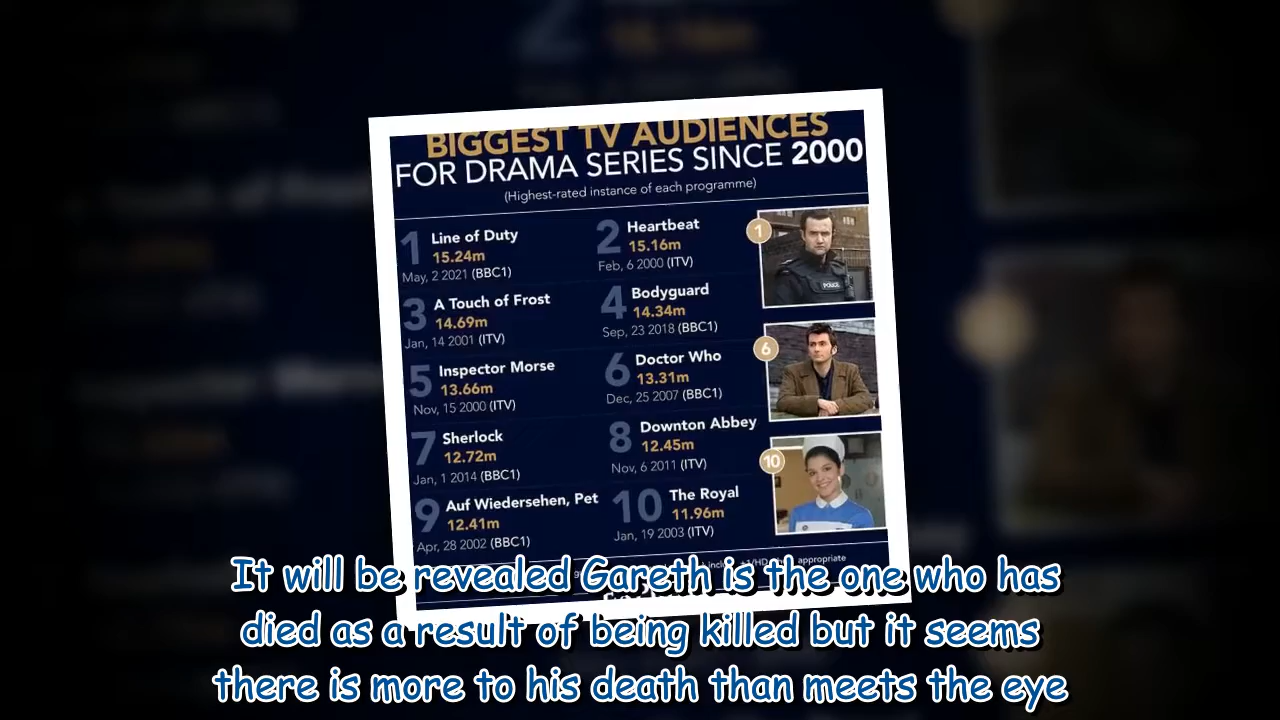 BIGGEST TV AUDIENCES
FOR DRAMA SERIES SINCE 2000
(Highest-rated instance of each programme)
1 Line of Duty
15.24m
May, 2 2021 (BBC1)
2 Heartbeat
15.16m
Feb, 6 2000 (ITV)
3 A Touch of Frost
14.69m
Jan, 14 2001 (ITV)
4 Bodyguard
14.34m
Sep, 23 2018 (BBC1)
5 Inspector Morse
13.66m
Nov, 15 2000 (ITV)
6 Doctor Who
13.31m
Dec, 25 2007 (BBC1)
7 Sherlock
12.72m
Jan, 1 2014 (BBC1)
8 Downton Abbey
12.45m
Nov, 6 2011 (ITV)
9 Auf Wiedersehen, Pet
12.41m
Apr, 28 2002 (BBC1)
10 The Royal
11.96m
Jan, 19 2003 (ITV)
1
POLICE
6
10
appropriate
It will be revealed Gareth is the one who has
died as a result of being killed but it seems
there is more to his death than meets the eye